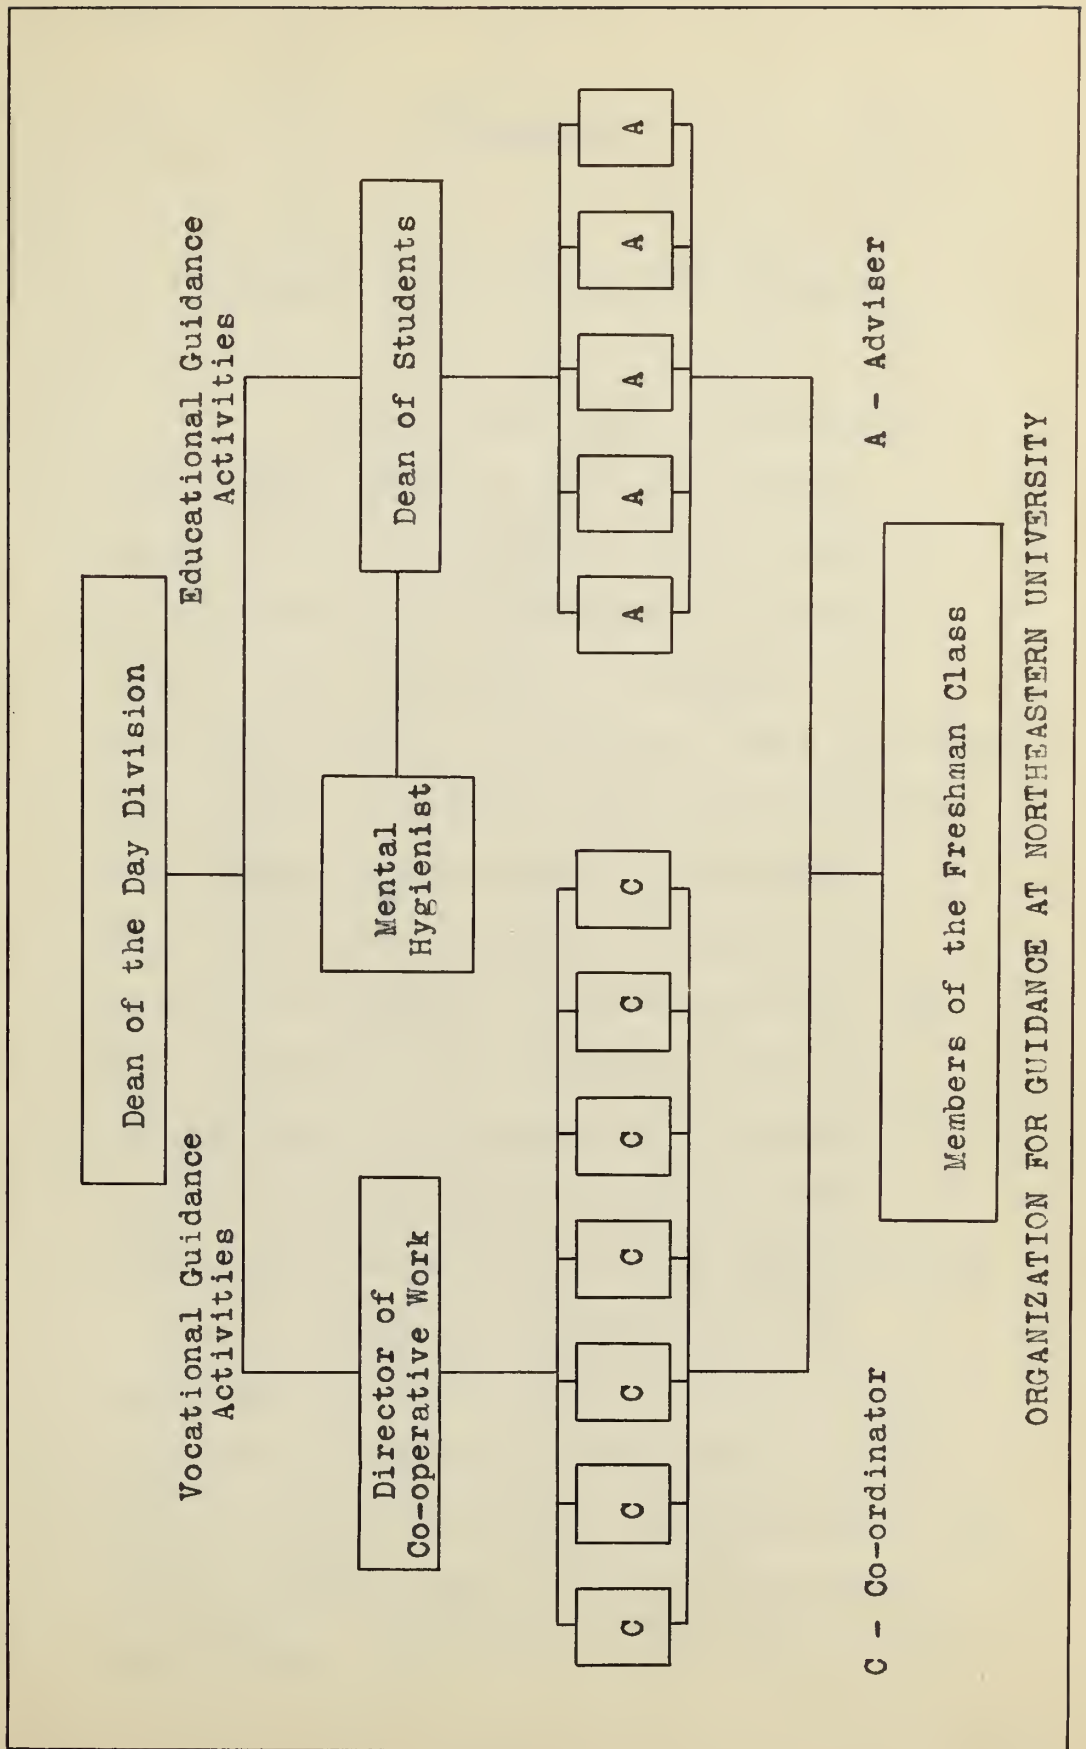 Dean of the Day Division
Vocational Guidance
Activities
Educational Guidance
Activities
Director of
Co-operative Work
Mental
Hygienist
Dean of Students
C
C
C
C
C
C
C
A
A
A
A
A
C - Co-ordinator
A - Adviser
Members of the Freshman Class
ORGANIZATION FOR GUIDANCE AT NORTHEASTERN UNIVERSITY